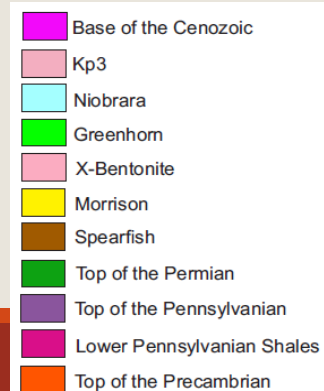 Base of the Cenozoic
Kp3
Niobrara
Greenhorn
X-Bentonite
Morrison
Spearfish
Top of the Permian
Top of the Pennsylvanian
Lower Pennsylvanian Shales
Top of the Precambrian